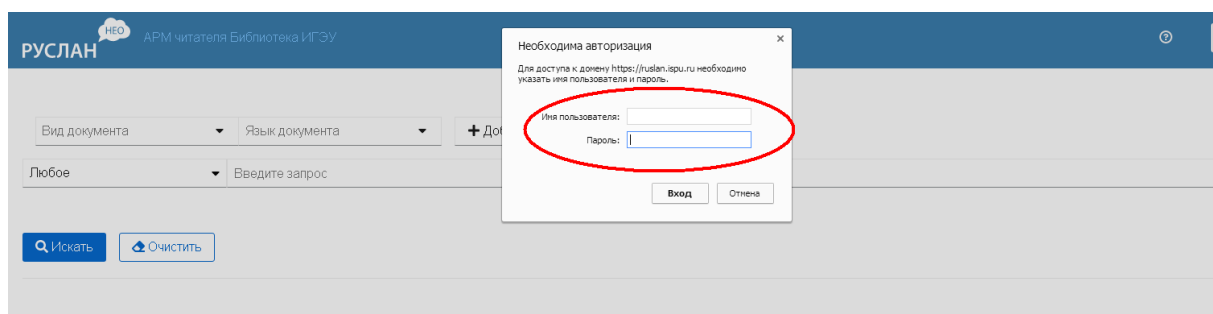 НЕО
РУСЛАН
АРМ читателя Библиотека ИГЭУ
Необходима авторизация
Для доступа к домену https://ruslan.ispu.ru необходимо
указать имя пользователя и пароль.
Имя пользователя:
Пароль:
Вход
Отмена
Вид документа
Язык документа
+ Доб
Любое
Введите запрос
Искать
Очистить